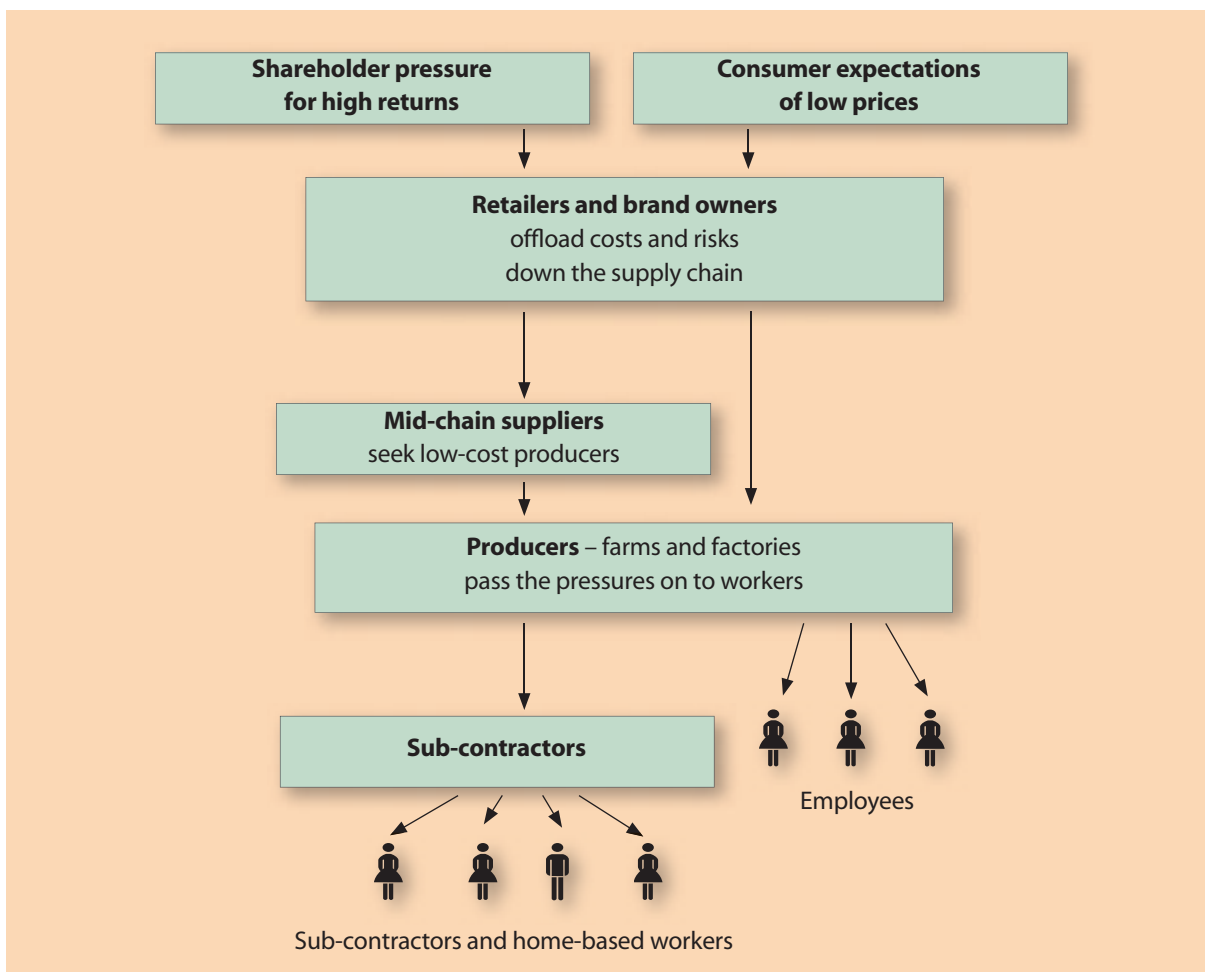 Shareholder pressure
for high returns
Consumer expectations
of low prices
Retailers and brand owners
offload costs and risks
down the supply chain
Mid-chain suppliers
seek low-cost producers
Producers – farms and factories
pass the pressures on to workers
Sub-contractors
Employees
Sub-contractors and home-based workers